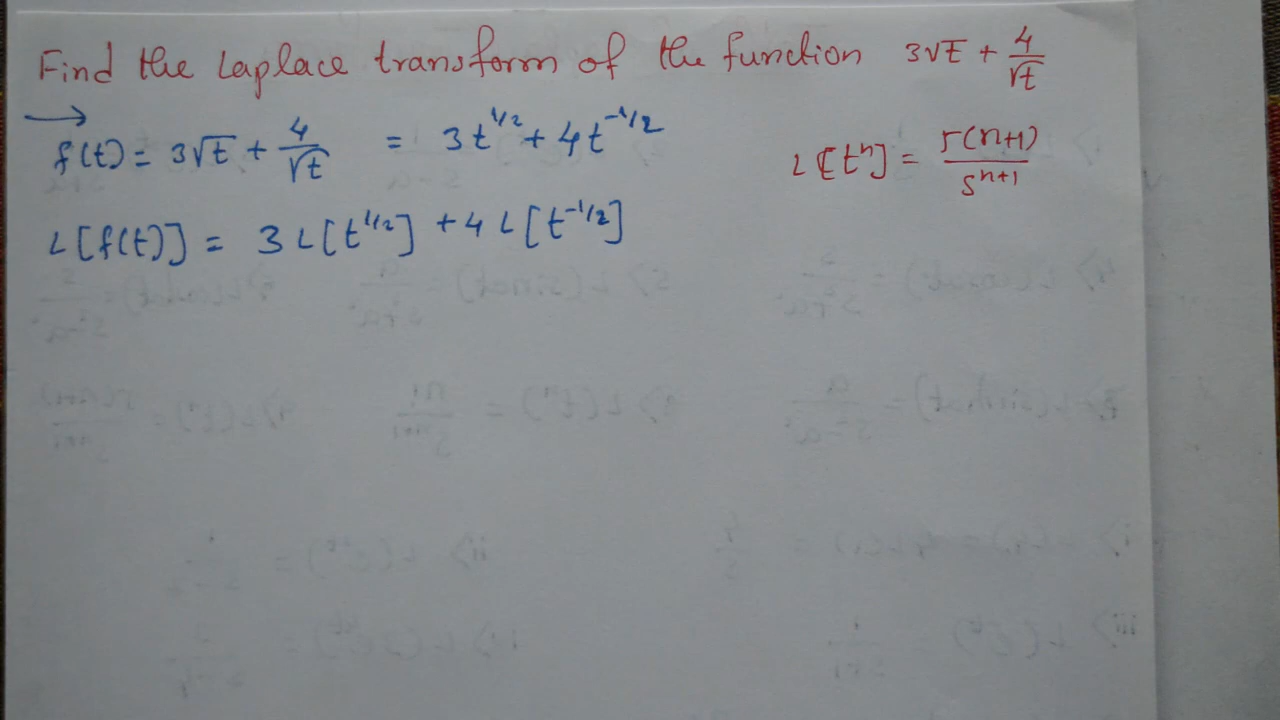 Find the Laplace transform of the function 3√t + 4/√t
→ f(t) = 3√t + 4/√t = 3t^1/2 + 4t^-1/2
L[t^n] = Γ(n+1)/s^n+1
L[f(t)] = 3L[t^1/2] + 4L[t^-1/2]